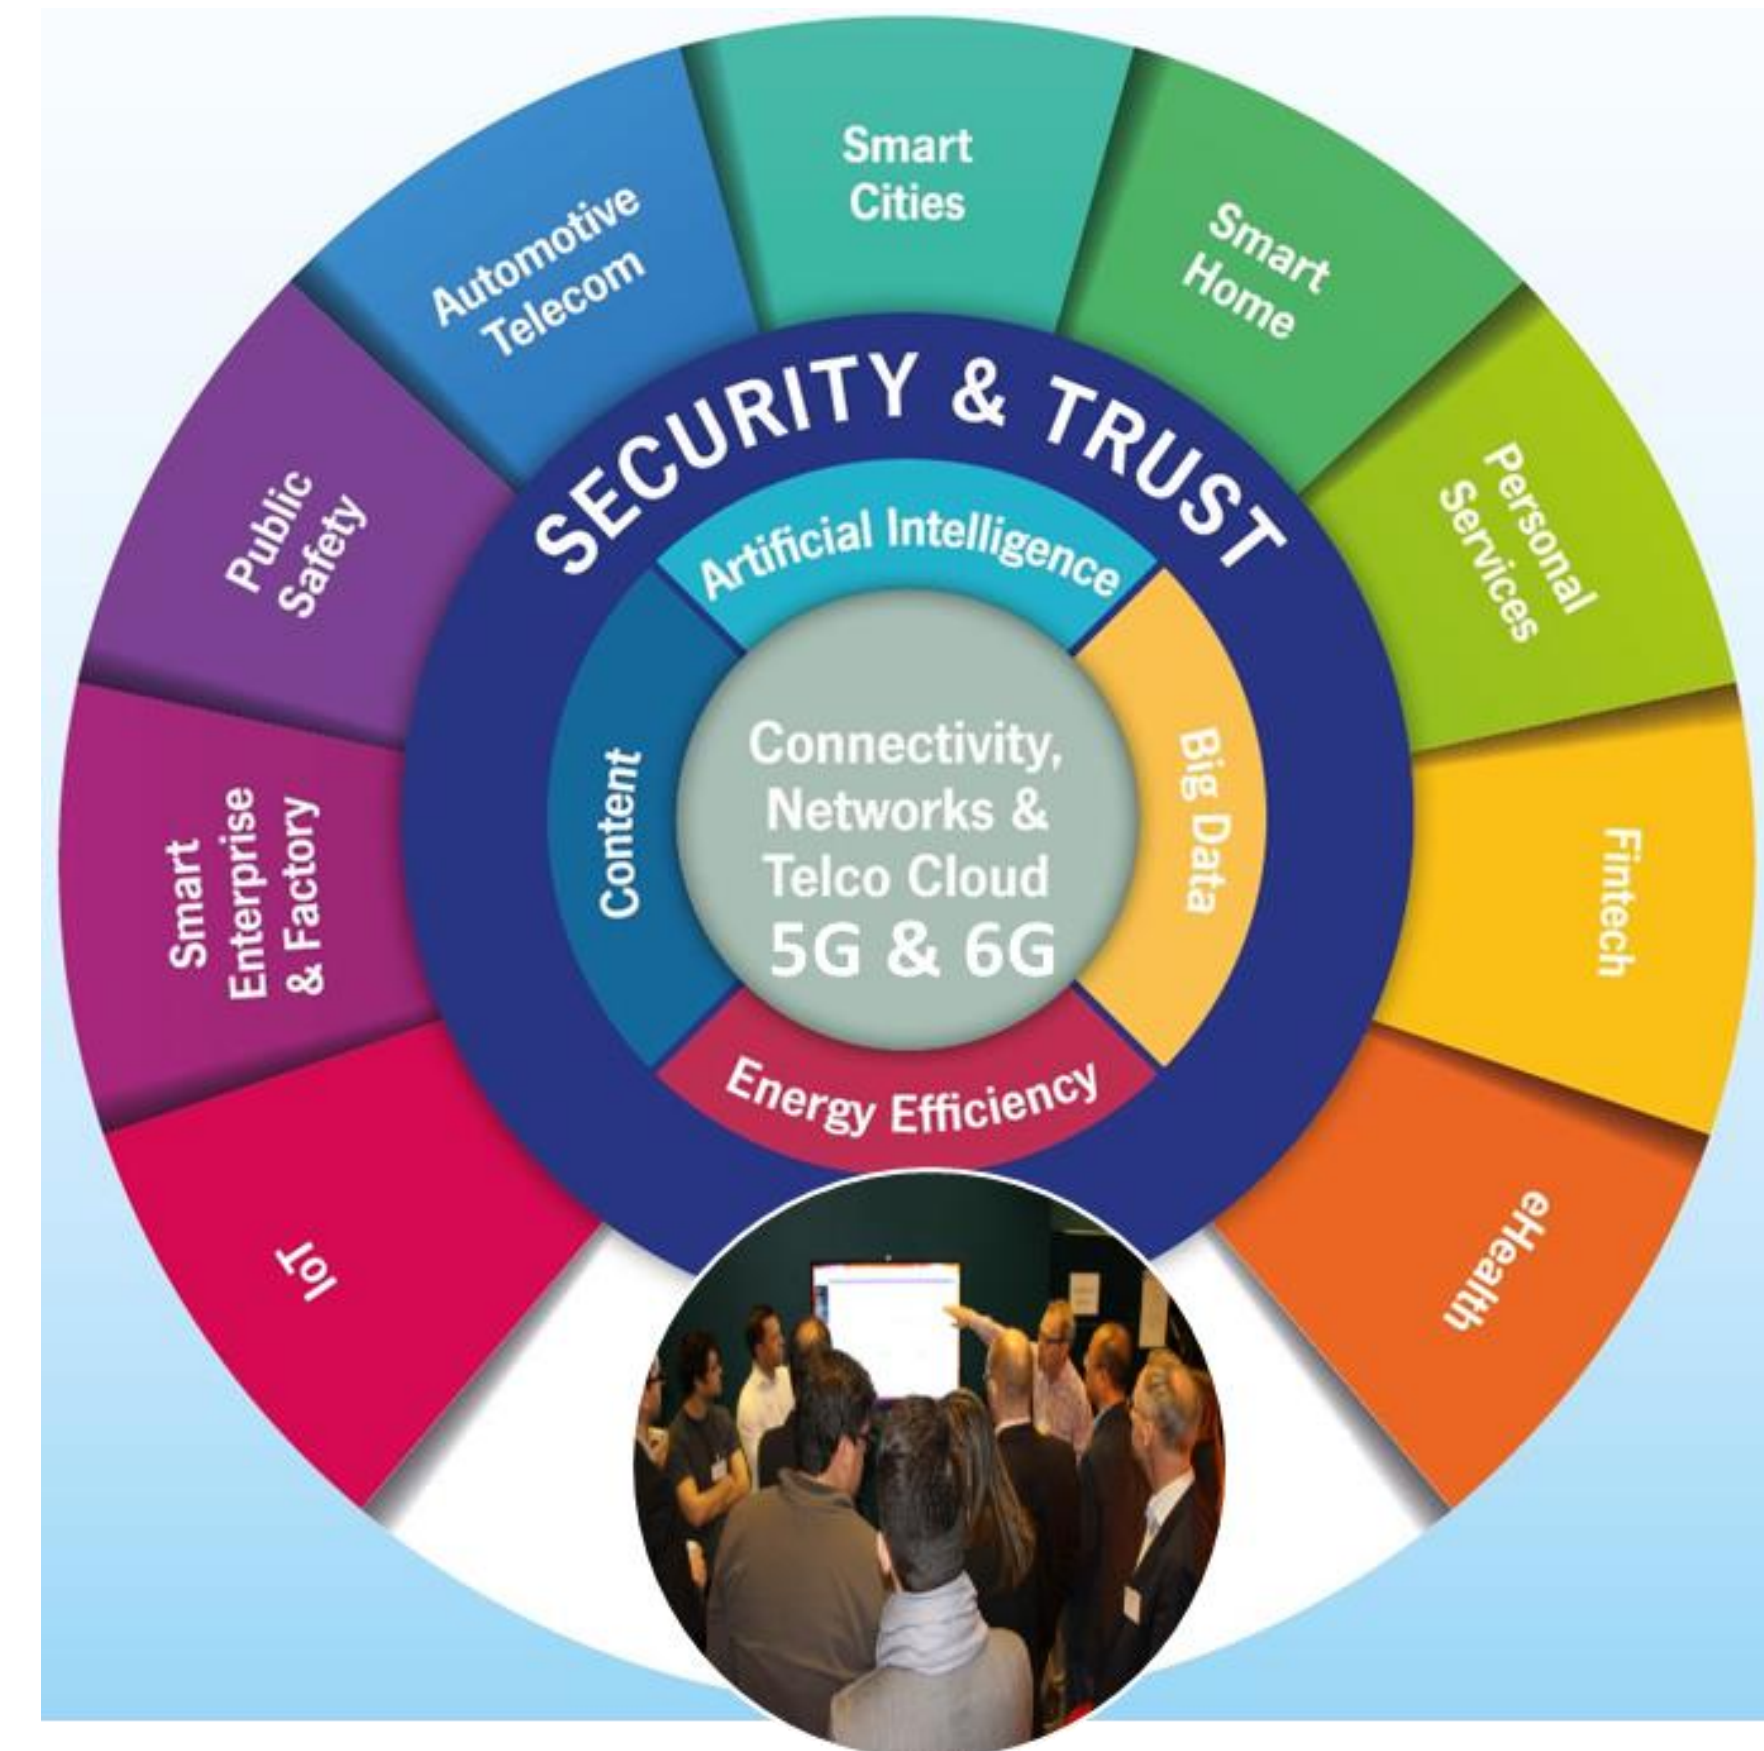 Smart
Cities
Smart
Home
Personal
Services
Fintech
eHealth
IoT
Smart
Enterprise
& Factory
Public
Safety
Automotive
Telecom
SECURITY & TRUST
Artificial Intelligence
Big Data
Energy Efficiency
Content
Connectivity,
Networks &
Telco Cloud
5G & 6G